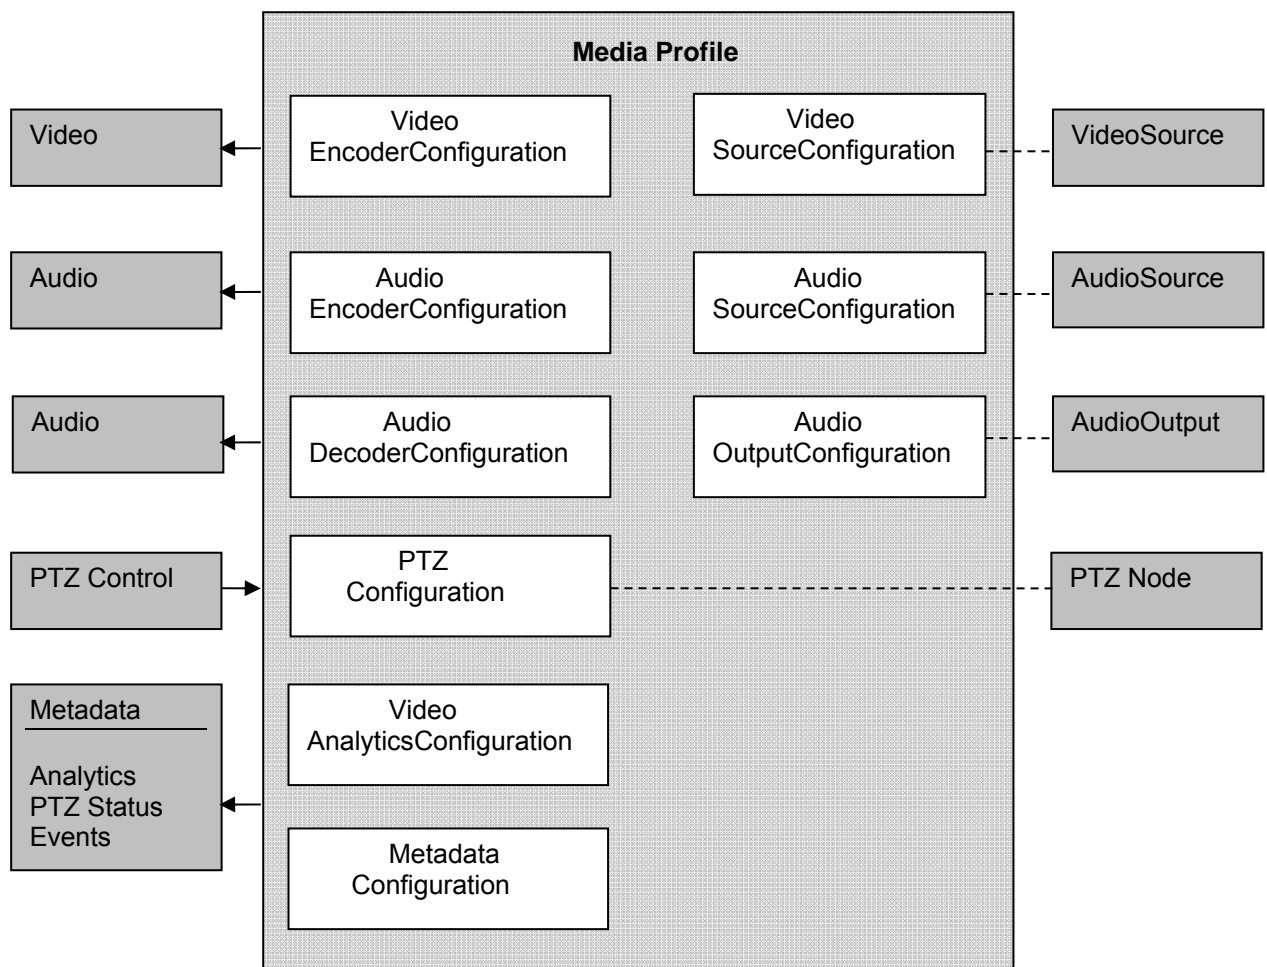 Media Profile
Video
Video
EncoderConfiguration
Video
SourceConfiguration
VideoSource
Audio
Audio
EncoderConfiguration
Audio
SourceConfiguration
AudioSource
Audio
Audio
DecoderConfiguration
Audio
OutputConfiguration
AudioOutput
PTZ Control
PTZ
Configuration
PTZ Node
Metadata
Analytics
PTZ Status
Events
Video
AnalyticsConfiguration
Metadata
Configuration